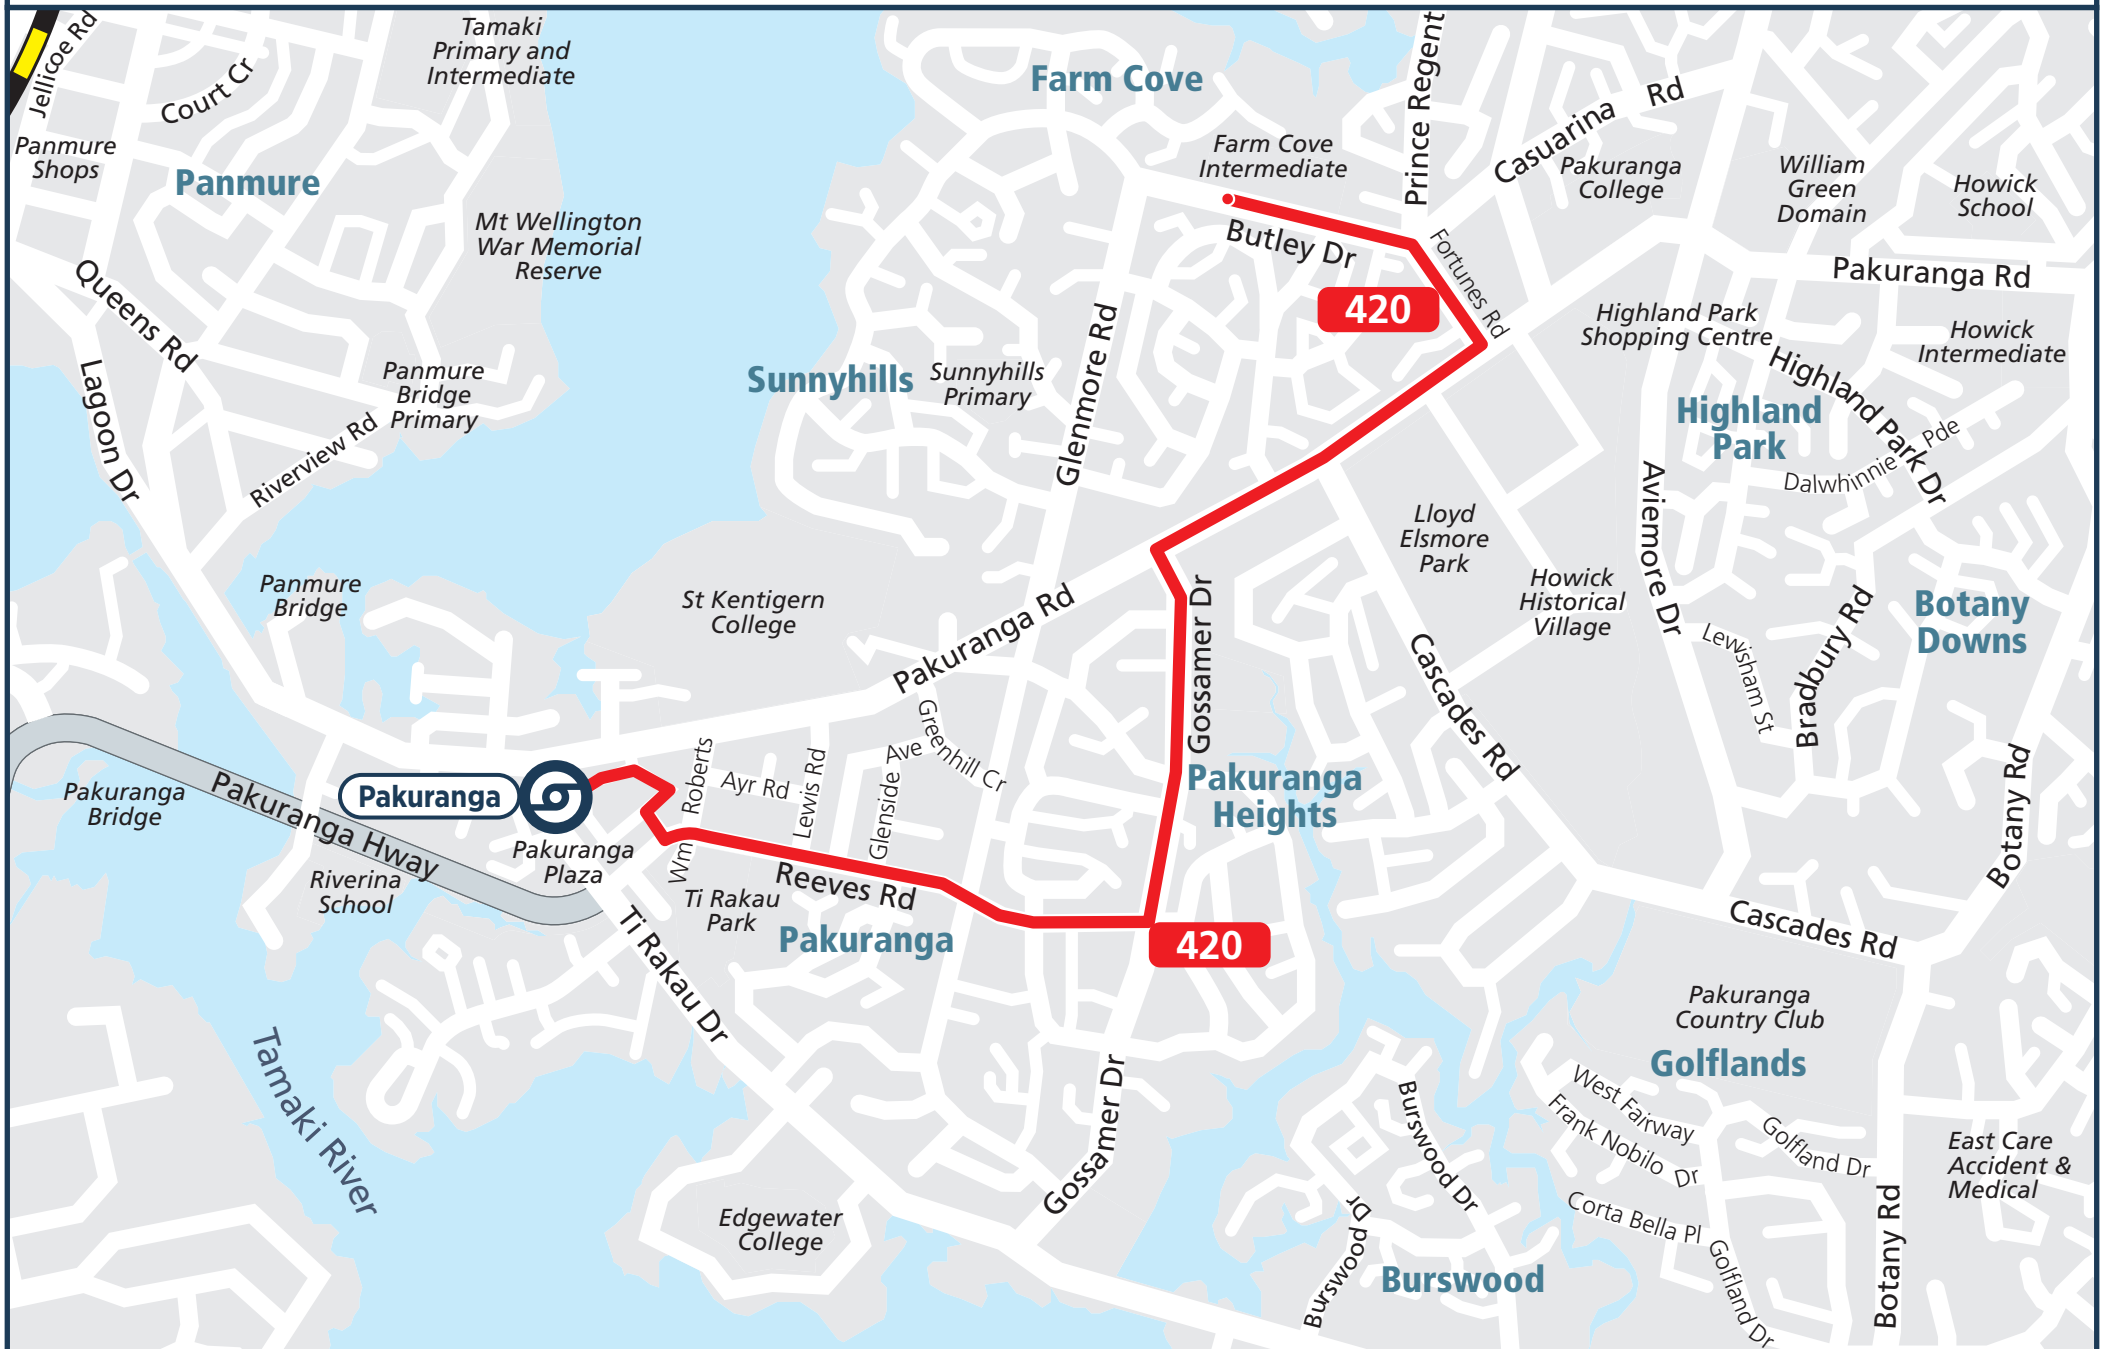 Jellicoe Rd
Court Cr
Tamaki
Primary and
Intermediate
Panmure
Shops
Panmure
Mt Wellington
War Memorial
Reserve
Queens Rd
Lagoon Dr
Panmure
Bridge
Primary
Riverview Rd
Panmure
Bridge
Farm Cove
Farm Cove
Intermediate
Prince Regent
Casuarina Rd
Pakuranga
College
William
Green
Domain
Howick
School
Butley Dr
Fortunes Rd
420
Pakuranga Rd
Highland Park
Shopping Centre
Howick
Intermediate
Highland Park Dr
Highland
Park
Dalwhinnie Pde
Sunnyhills
Sunnyhills
Primary
Glenmore Rd
Aviemore Dr
Lloyd
Elsmore
Park
Howick
Historical
Village
Lewisham St
Bradbury Rd
Botany
Downs
St Kentigern
College
Pakuranga Rd
Gossamer Dr
Cascades Rd
Greenhill Cr
Glenside Ave
Lewis Rd
Ayr Rd
Wm Roberts
Pakuranga
Heights
Botany Rd
Pakuranga
Bridge
Pakuranga Hway
Pakuranga
Pakuranga
Plaza
Riverina
School
Reeves Rd
Ti Rakau
Park
Pakuranga
420
Ti Rakau Dr
Cascades Rd
Pakuranga
Country Club
Golflands
Tamaki River
Gossamer Dr
Burswood Dr
West Fairway
Frank Nobilo Dr
Golfland Dr
East Care
Accident &
Medical
Corta Bella Pl
Edgewater
College
Burswood Dr
Burswood
Golfland Dr
Botany Rd